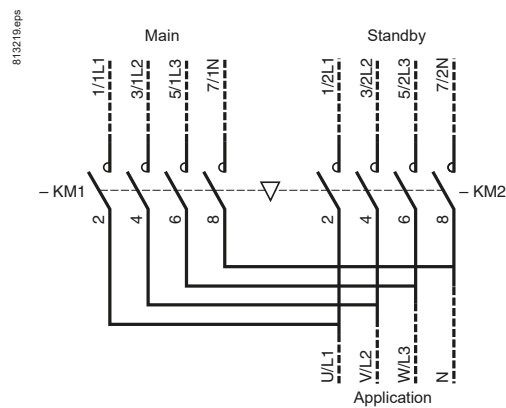 813219.eps
Main
Standby
1/1L1
3/1L2
5/1L3
7/1N
1/2L1
3/2L2
5/2L3
7/2N
– KM1
– KM2
2
4
6
8
2
4
6
8
U/L1
V/L2
W/L3
N
Application